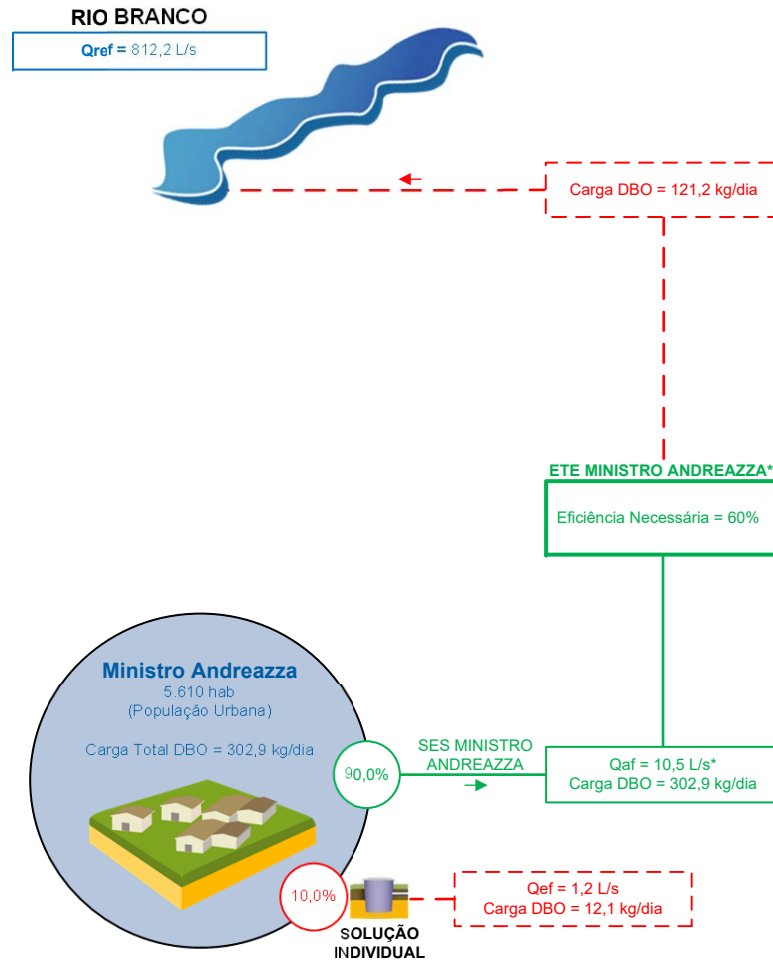 RIO BRANCO
Qref = 812,2 L/s
Carga DBO = 121,2 kg/dia
ETE MINISTRO ANDREAZZA*
Eficiência Necessária = 60%
Ministro Andreazza
5.610 hab
(População Urbana)
Carga Total DBO = 302,9 kg/dia
90,0%
SES MINISTRO
ANDREAZZA
Qaf = 10,5 L/s*
Carga DBO = 302,9 kg/dia
10,0%
SOLUÇÃO
INDIVIDUAL
Qef = 1,2 L/s
Carga DBO = 12,1 kg/dia